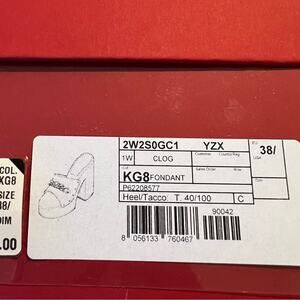 2W2S0GC1 YZX
1W CLOG Customer Country Reg.
EU 38/
USA
COL.
KG8 KG8 FONDANT Sales Order
P62208577
SIZE
38/ Heel/Tacco: T. 40/100 C
DIM 90042
.00 8 056133 760467